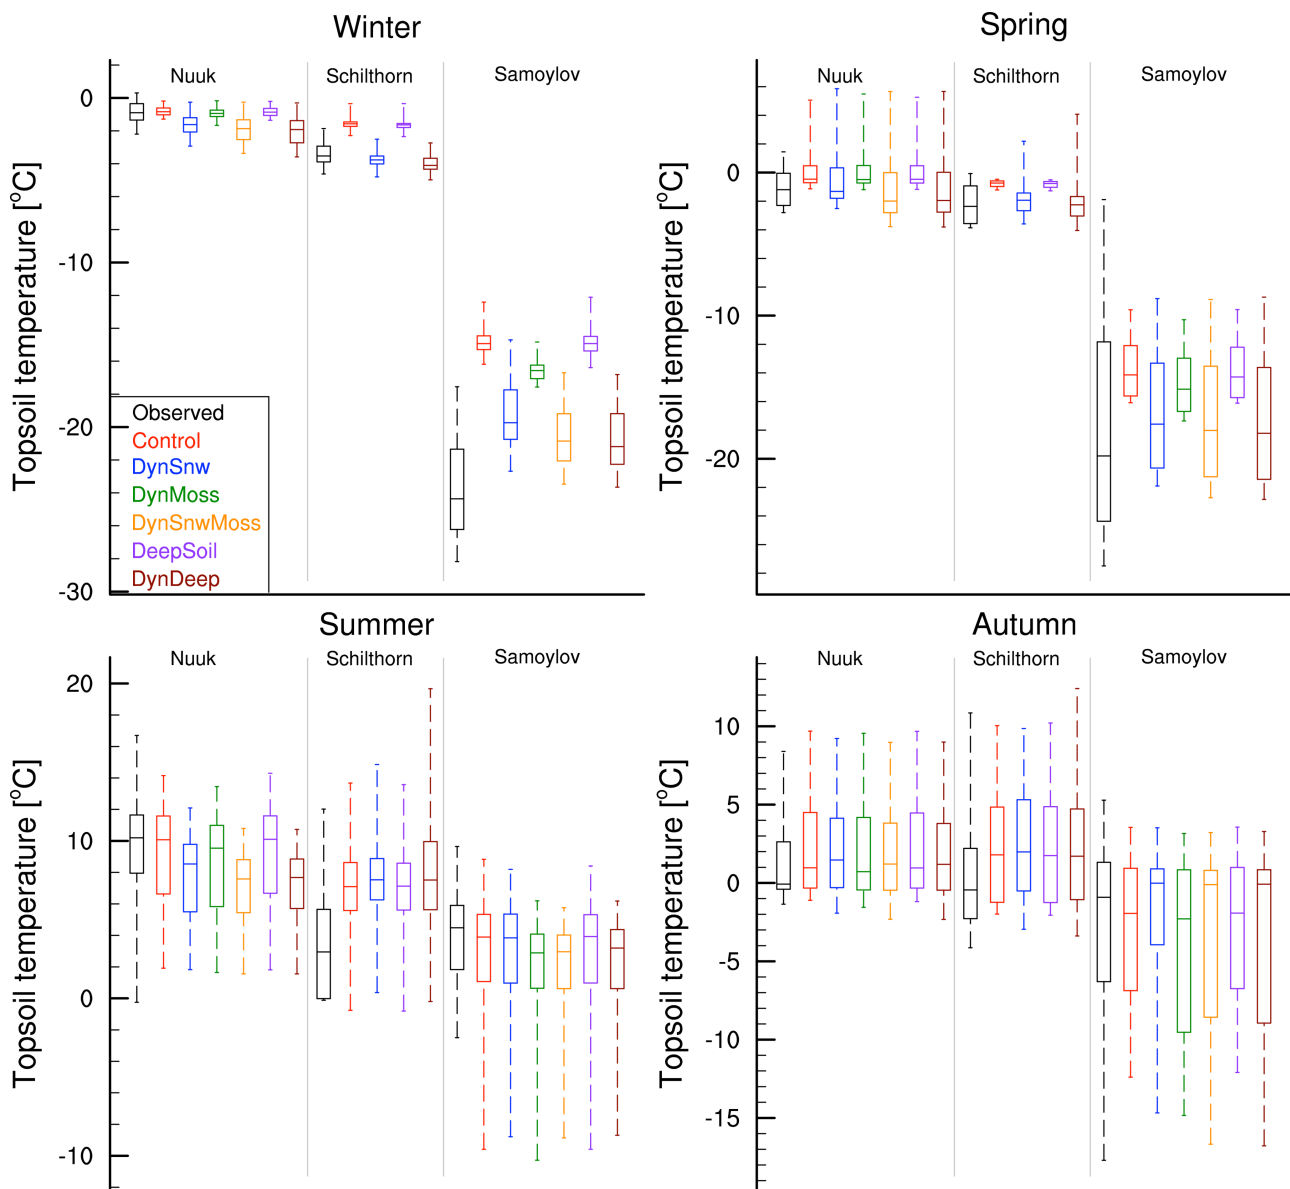 Winter
Nuuk Schilthorn Samoylov
Topsoil temperature [°C]
0
-10
-20
-30
Observed
Control
DynSnw
DynMoss
DynSnwMoss
DeepSoil
DynDeep
Spring
Nuuk Schilthorn Samoylov
Topsoil temperature [°C]
0
-10
-20
Summer
Nuuk Schilthorn Samoylov
Topsoil temperature [°C]
20
10
0
-10
Autumn
Nuuk Schilthorn Samoylov
Topsoil temperature [°C]
10
5
0
-5
-10
-15